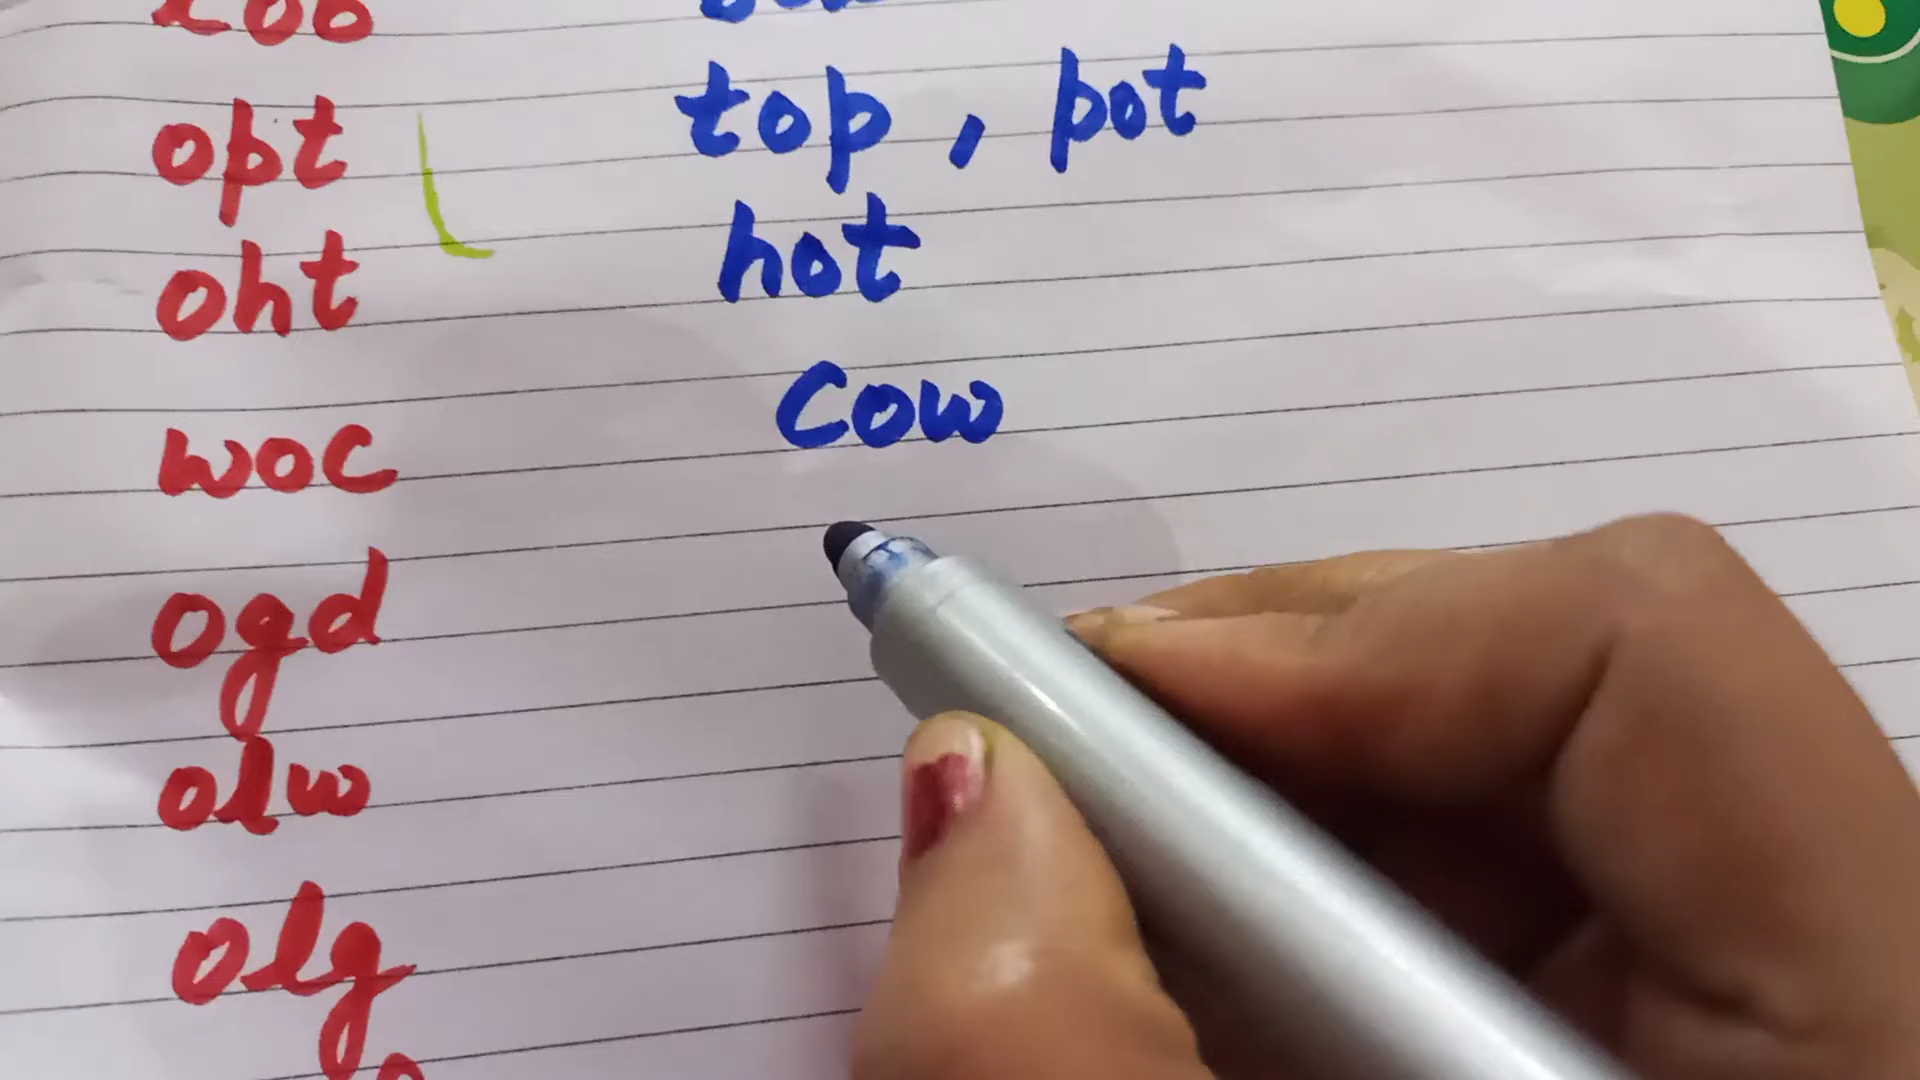 opt top, pot
oht hot
woc Cow
ogd
olw
olg